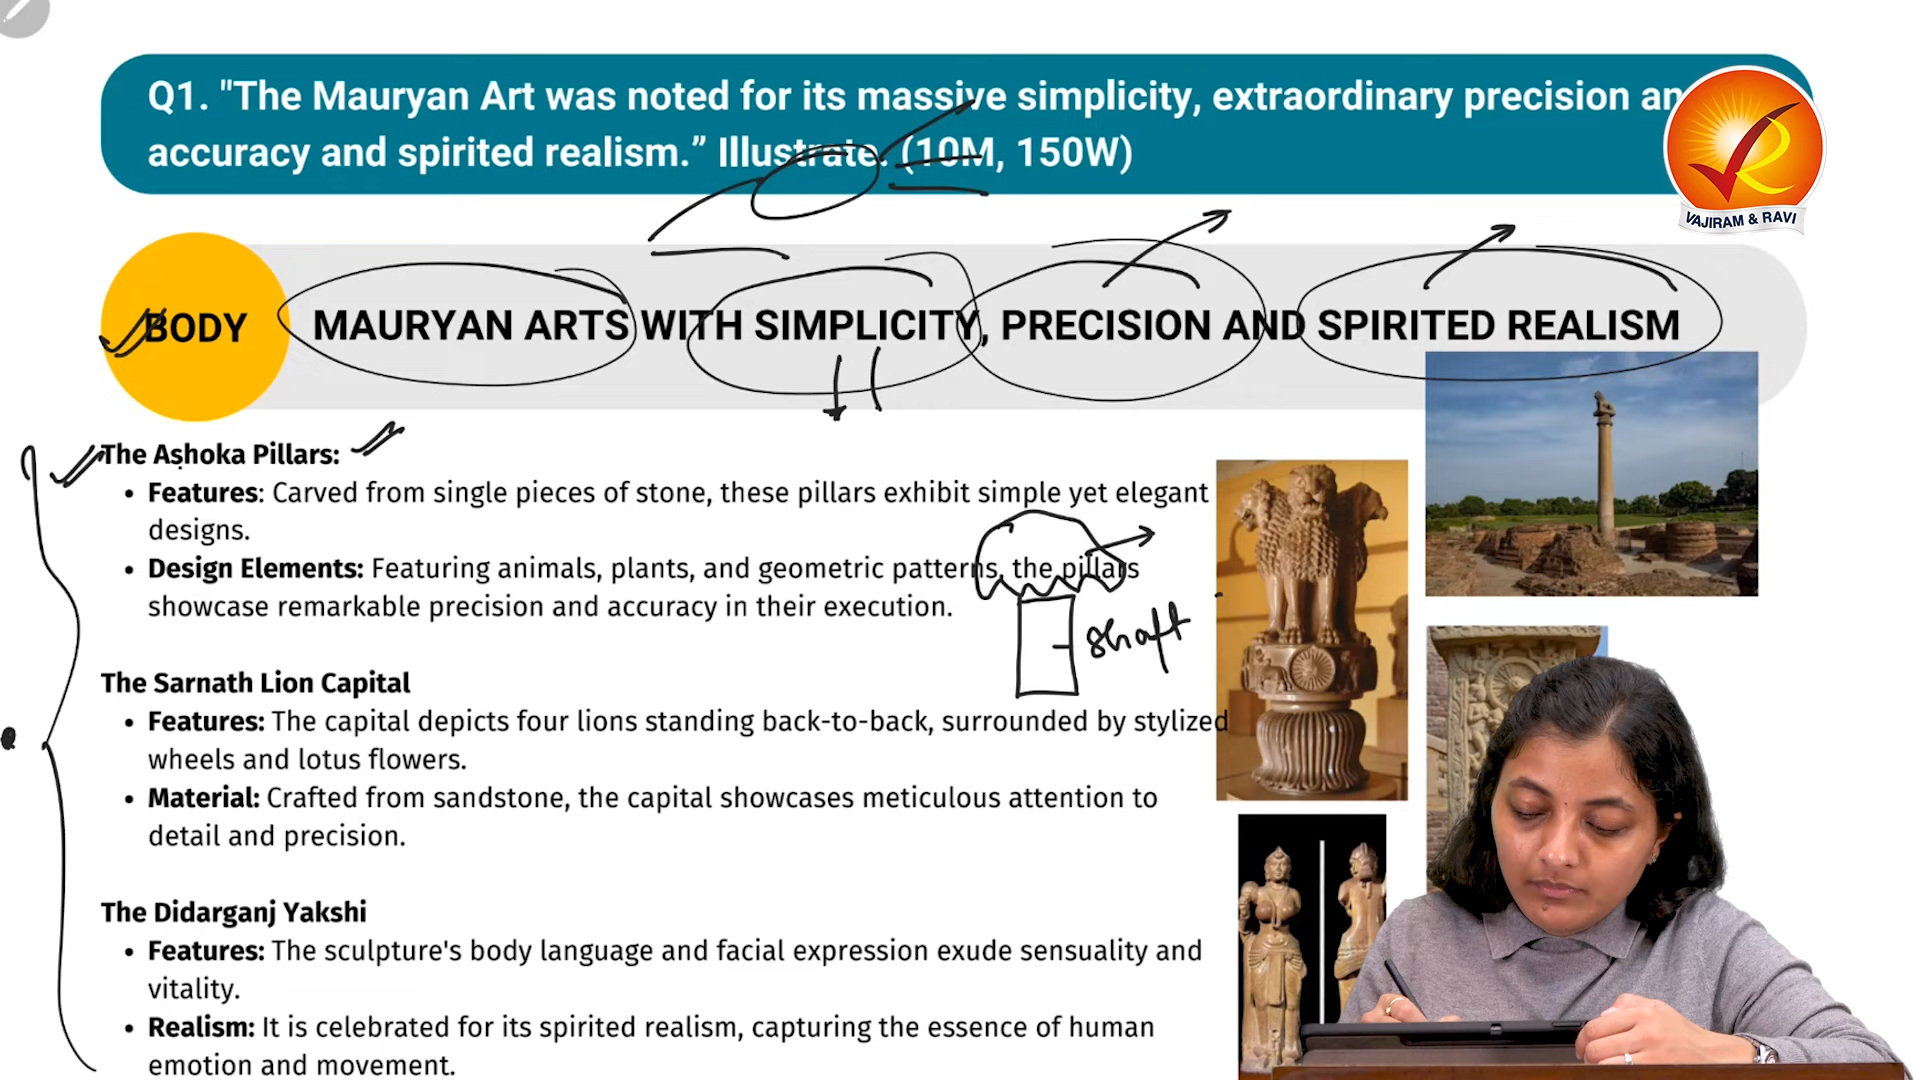 Q1. "The Mauryan Art was noted for its massive simplicity, extraordinary precision an
accuracy and spirited realism.” Illustrate. (10M, 150W)
VAJIRAM & RAVI
BODY
MAURYAN ARTS WITH SIMPLICITY, PRECISION AND SPIRITED REALISM
The Ashoka Pillars:
• Features: Carved from single pieces of stone, these pillars exhibit simple yet elegant
designs.
• Design Elements: Featuring animals, plants, and geometric patterns, the pillars
showcase remarkable precision and accuracy in their execution.
shaft
The Sarnath Lion Capital
• Features: The capital depicts four lions standing back-to-back, surrounded by stylized
wheels and lotus flowers.
• Material: Crafted from sandstone, the capital showcases meticulous attention to
detail and precision.
The Didarganj Yakshi
• Features: The sculpture's body language and facial expression exude sensuality and
vitality.
• Realism: It is celebrated for its spirited realism, capturing the essence of human
emotion and movement.